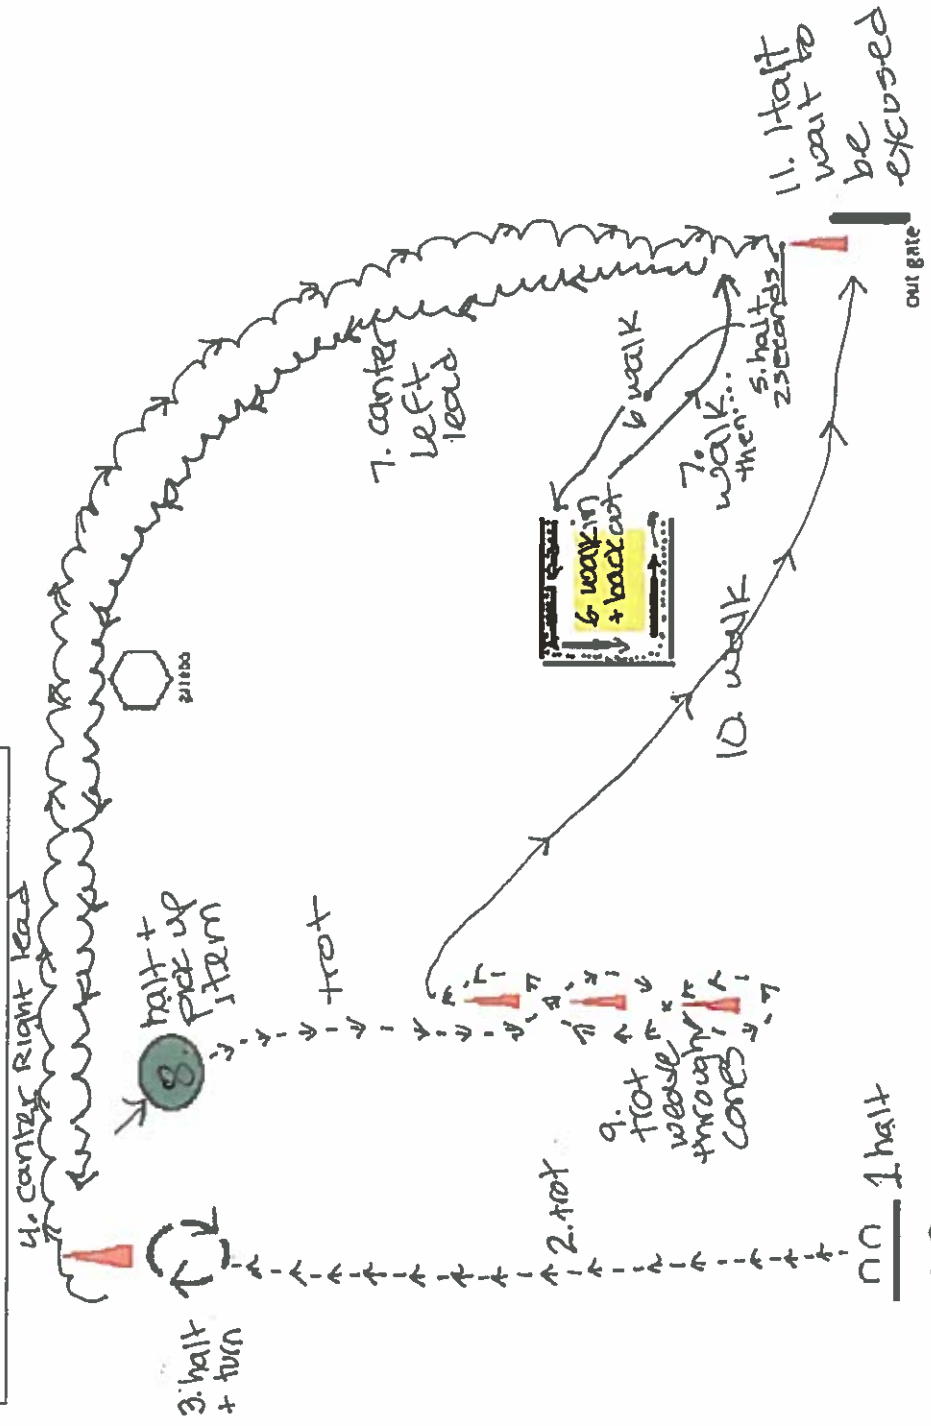 1 halt
2. trot
3. halt
+ turn
4. canter Right lead
5. halt
2 seconds
6 walk
6 walk in
+ back out
7.
walk
then...
7. canter
left
lead
8
halt +
pick up
item
trot
9.
trot
weave
through
cones
10. walk
11. Halt
wait to
be
excused
out gate